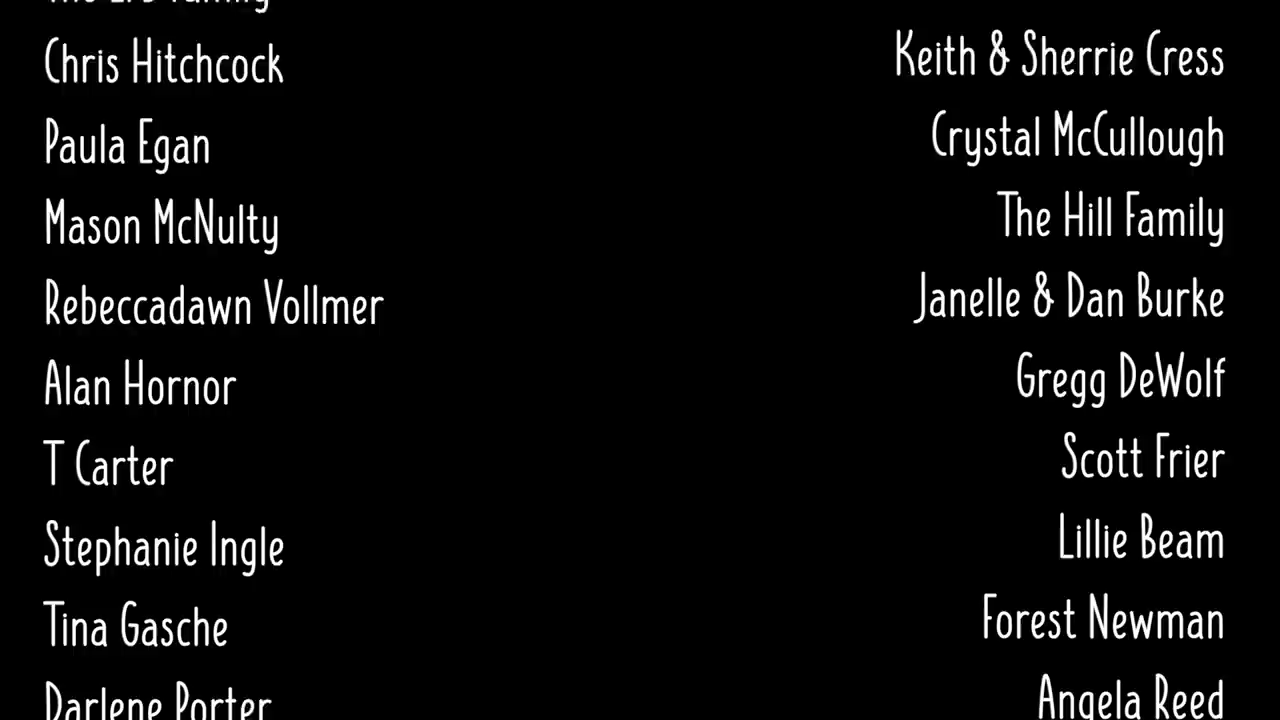 Chris Hitchcock
Paula Egan
Mason McNulty
Rebeccadawn Vollmer
Alan Hornor
T Carter
Stephanie Ingle
Tina Gasche
Darlene Porter
Keith & Sherrie Cress
Crystal McCullough
The Hill Family
Janelle & Dan Burke
Gregg DeWolf
Scott Frier
Lillie Beam
Forest Newman
Angela Reed